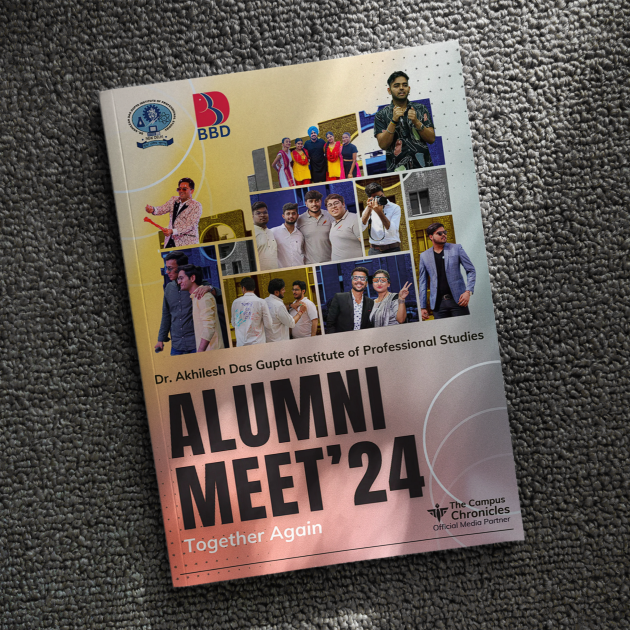 BBD
Dr. Akhilesh Das Gupta Institute of Professional Studies
ALUMNI
MEET'24
Together Again
The Campus
Chronicles
Official Media Partner